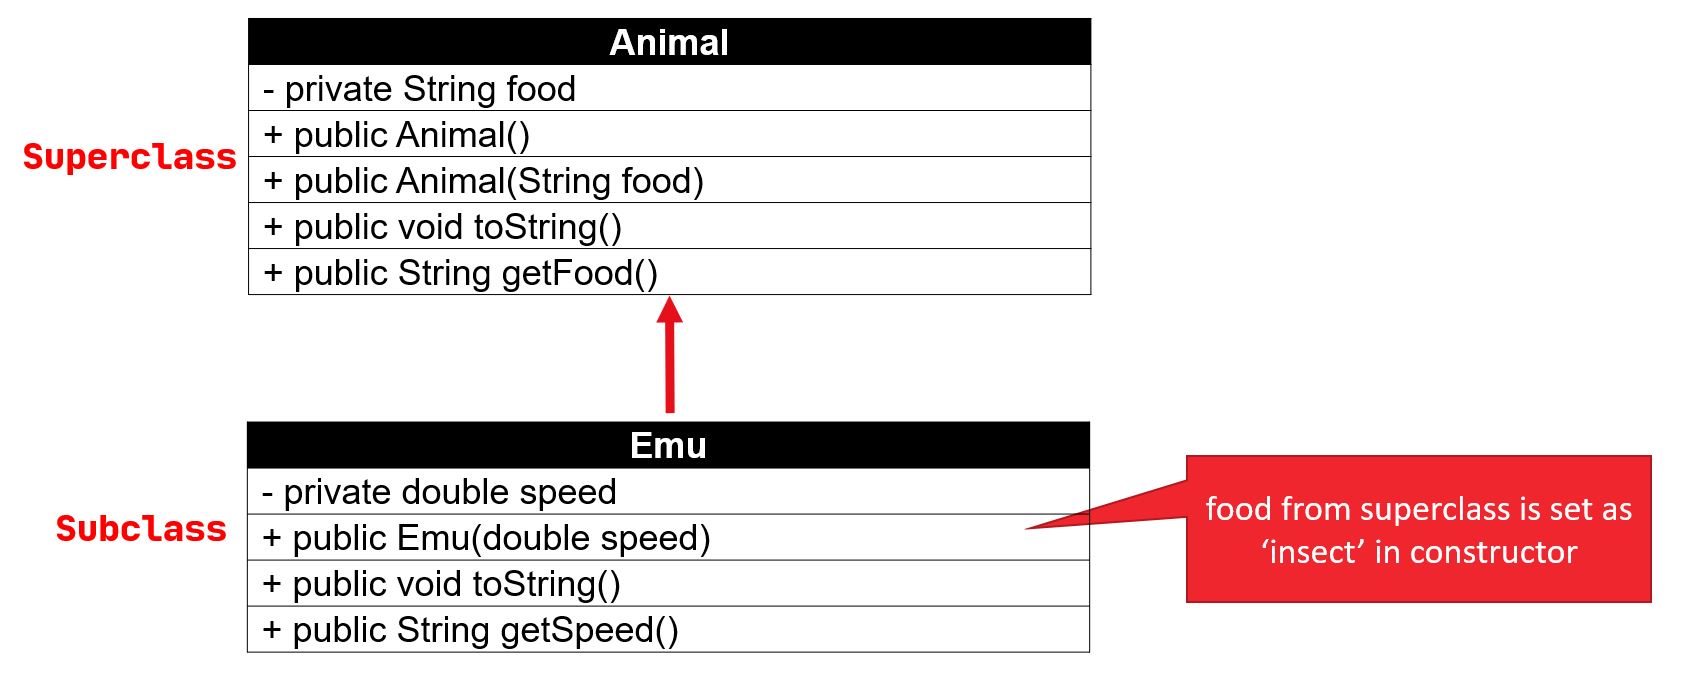 Animal
- private String food
+ public Animal()
Superclass
+ public Animal(String food)
+ public void toString()
+ public String getFood()
Emu
- private double speed
Subclass
+ public Emu(double speed)
+ public void toString()
+ public String getSpeed()
food from superclass is set as
‘insect’ in constructor